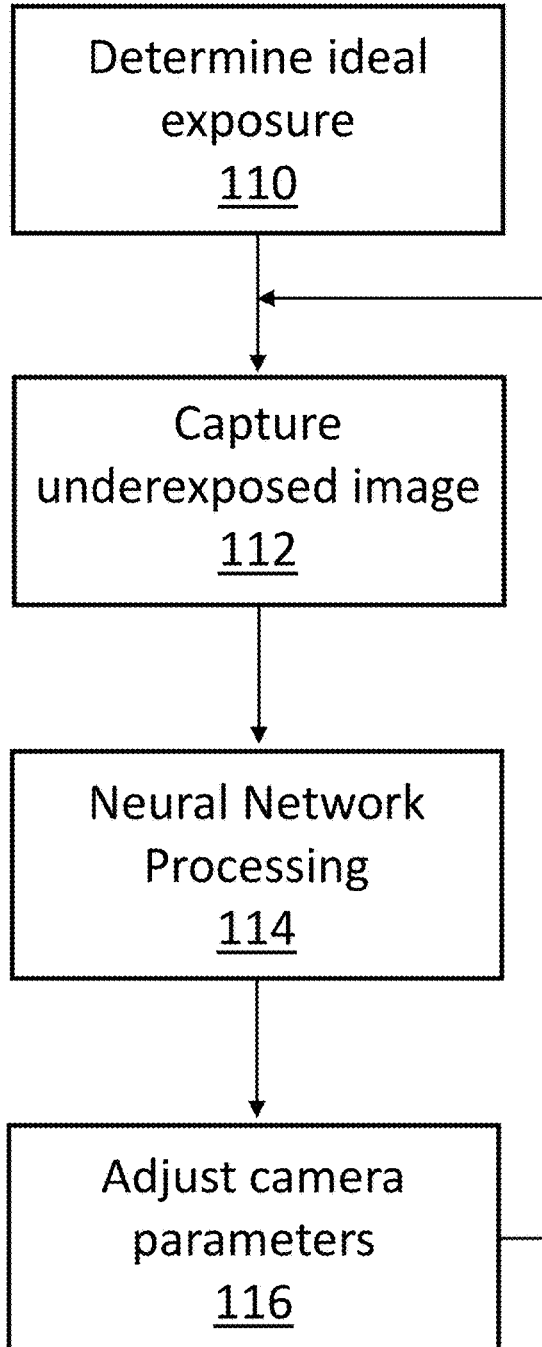 Determine ideal
exposure
110
Capture
underexposed image
112
Neural Network
Processing
114
Adjust camera
parameters
116